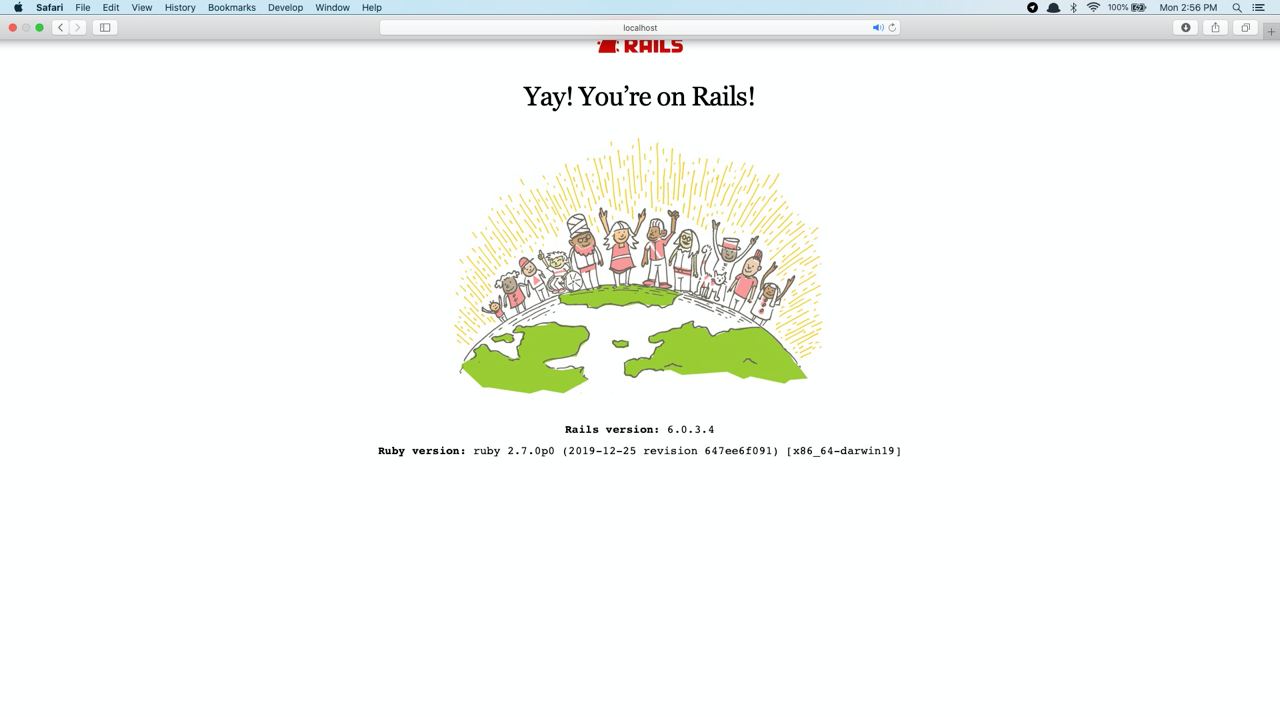 Safari File Edit View History Bookmarks Develop Window Help 100% Mon 2:56 PM
localhost
RAILS
Yay! You’re on Rails!
Rails version: 6.0.3.4
Ruby version: ruby 2.7.0p0 (2019-12-25 revision 647ee6f091) [x86_64-darwin19]